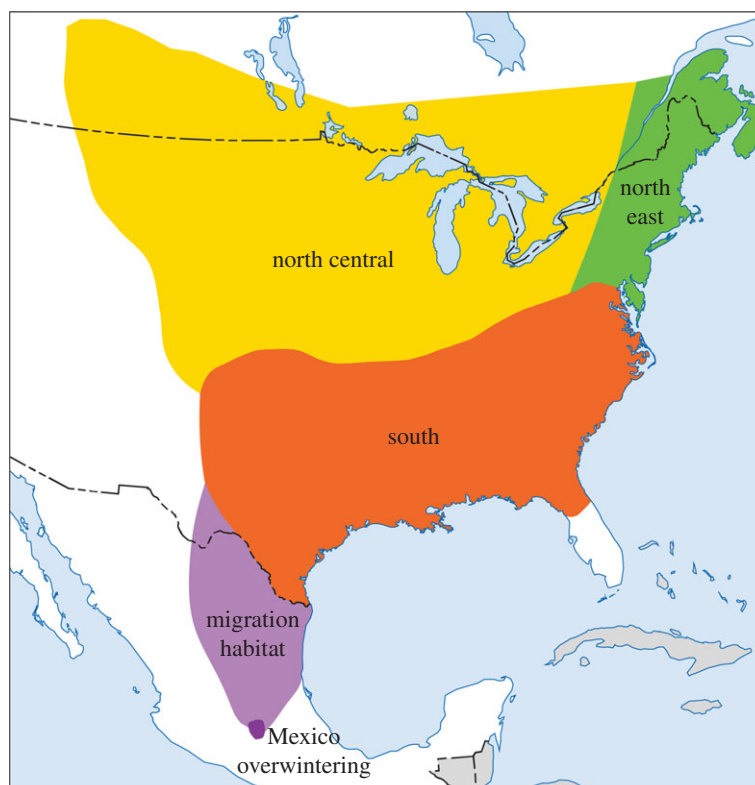 north
east
north central
south
migration
habitat
Mexico
overwintering